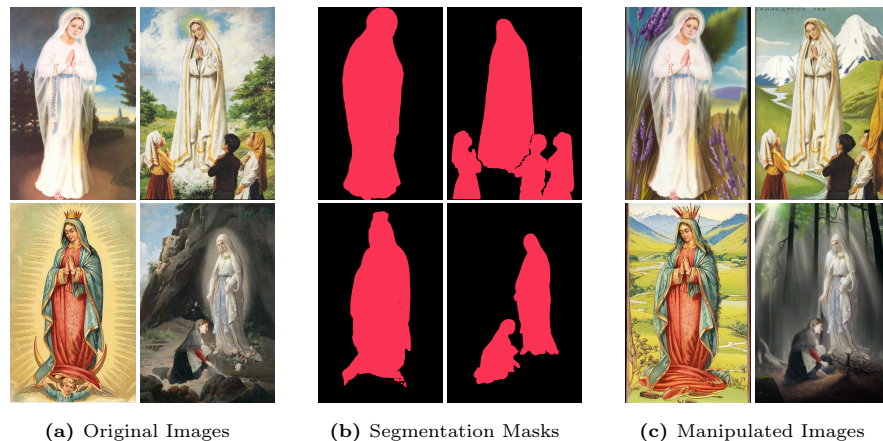 (a) Original Images
(b) Segmentation Masks
(c) Manipulated Images